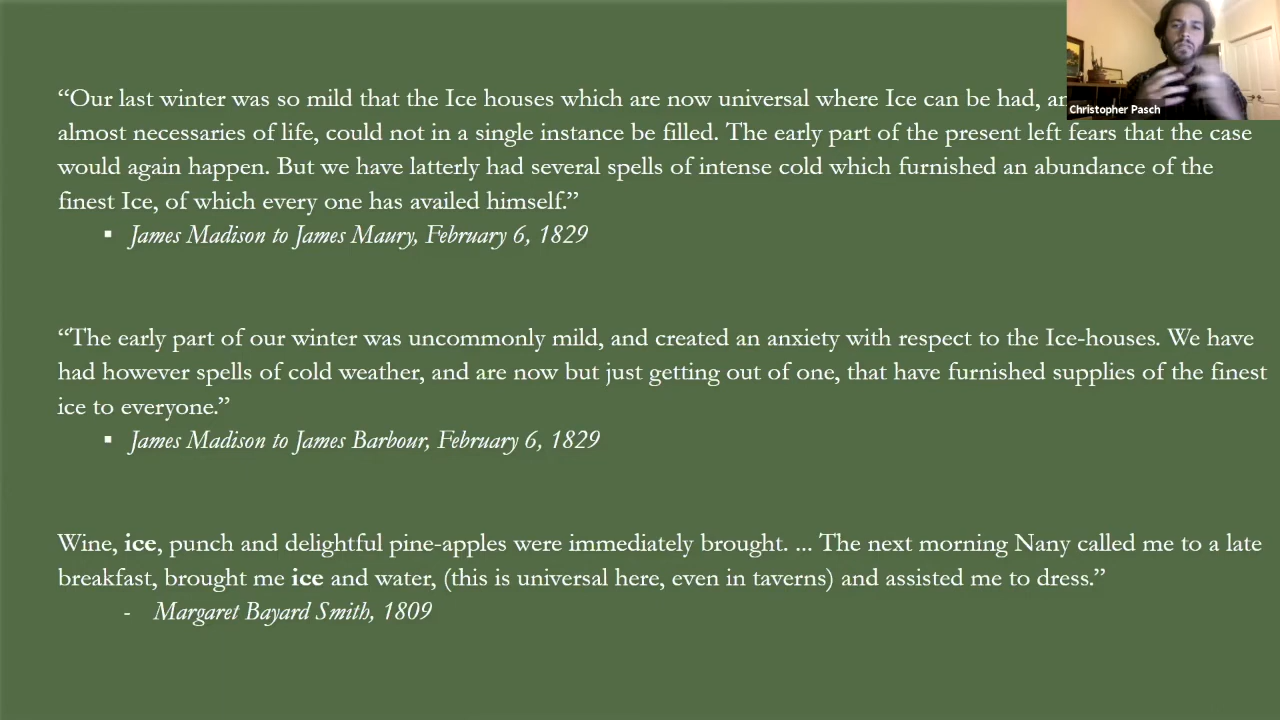 “Our last winter was so mild that the Ice houses which are now universal where Ice can be had, 
almost necessaries of life, could not in a single instance be filled. The early part of the present left fears that the case
would again happen. But we have latterly had several spells of intense cold which furnished an abundance of the
finest Ice, of which every one has availed himself.”
▪ James Madison to James Maury, February 6, 1829
“The early part of our winter was uncommonly mild, and created an anxiety with respect to the Ice-houses. We have
had however spells of cold weather, and are now but just getting out of one, that have furnished supplies of the finest
ice to everyone.”
▪ James Madison to James Barbour, February 6, 1829
Wine, ice, punch and delightful pine-apples were immediately brought. ... The next morning Nany called me to a late
breakfast, brought me ice and water, (this is universal here, even in taverns) and assisted me to dress.”
- Margaret Bayard Smith, 1809
Christopher Pasch